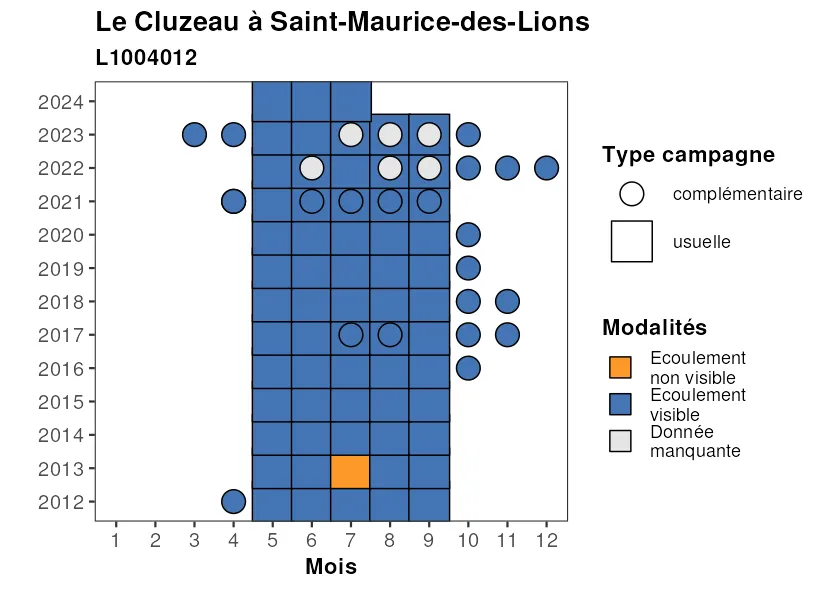 Le Cluzeau à Saint-Maurice-des-Lions
L1004012
2024
2023
2022
2021
2020
2019
2018
2017
2016
2015
2014
2013
2012
1 2 3 4 5 6 7 8 9 10 11 12
Mois
Type campagne
complémentaire
usuelle
Modalités
Ecoulement
non visible
Ecoulement
visible
Donnée
manquante